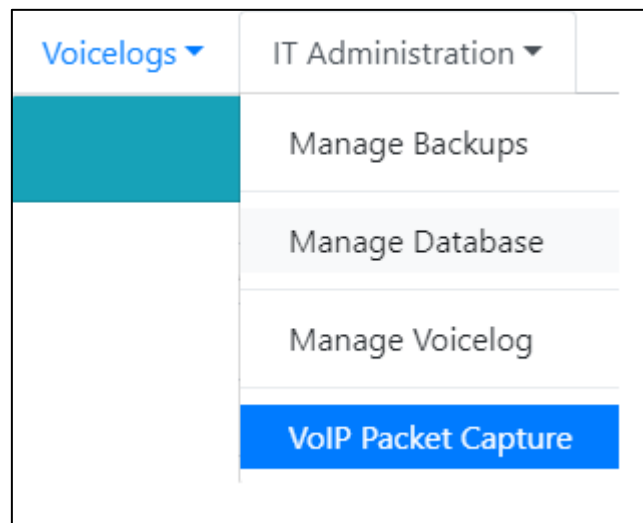 Voicelogs IT Administration
Manage Backups
Manage Database
Manage Voicelog
VoIP Packet Capture